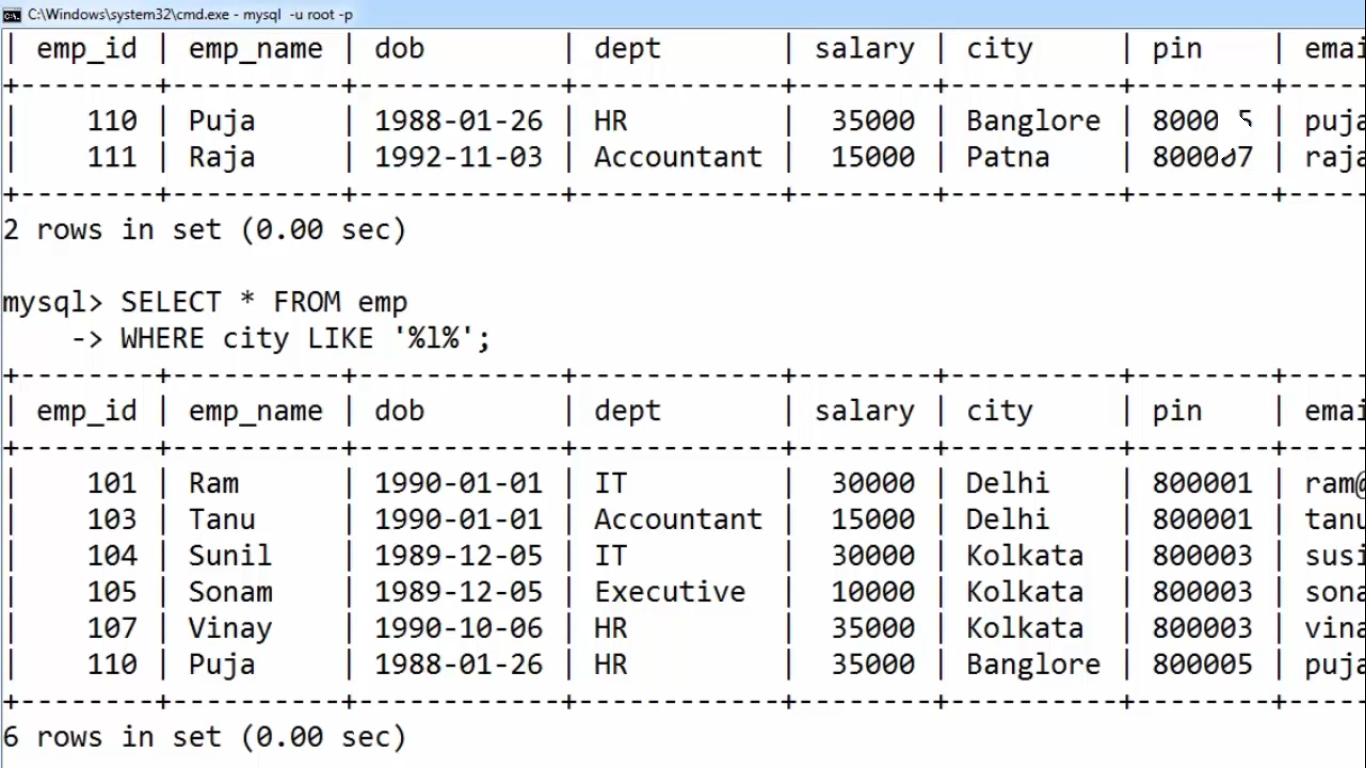 C:\Windows\system32\cmd.exe - mysql -u root -p
| emp_id | emp_name | dob | dept | salary | city | pin | emai
+--------+----------+------------+------------+--------+----------+--------+-----
| 110 | Puja | 1988-01-26 | HR | 35000 | Banglore | 8000 5 | puja
| 111 | Raja | 1992-11-03 | Accountant | 15000 | Patna | 800007 | raja
+--------+----------+------------+------------+--------+----------+--------+-----
2 rows in set (0.00 sec)
mysql> SELECT * FROM emp
-> WHERE city LIKE '%l%';
+--------+----------+------------+------------+--------+----------+--------+-----
| emp_id | emp_name | dob | dept | salary | city | pin | emai
+--------+----------+------------+------------+--------+----------+--------+-----
| 101 | Ram | 1990-01-01 | IT | 30000 | Delhi | 800001 | ram@
| 103 | Tanu | 1990-01-01 | Accountant | 15000 | Delhi | 800001 | tanu
| 104 | Sunil | 1989-12-05 | IT | 30000 | Kolkata | 800003 | susi
| 105 | Sonam | 1989-12-05 | Executive | 10000 | Kolkata | 800003 | sona
| 107 | Vinay | 1990-10-06 | HR | 35000 | Kolkata | 800003 | vina
| 110 | Puja | 1988-01-26 | HR | 35000 | Banglore | 800005 | puja
+--------+----------+------------+------------+--------+----------+--------+-----
6 rows in set (0.00 sec)